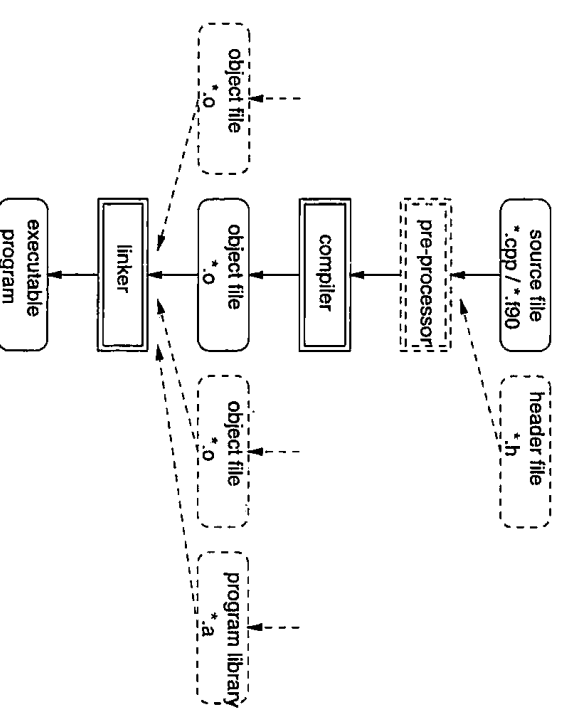 source file
*.cpp / *.f90
header file
*.h
pre-processor
compiler
object file
*.o
object file
*.o
object file
*.o
program library
*.a
linker
executable
program